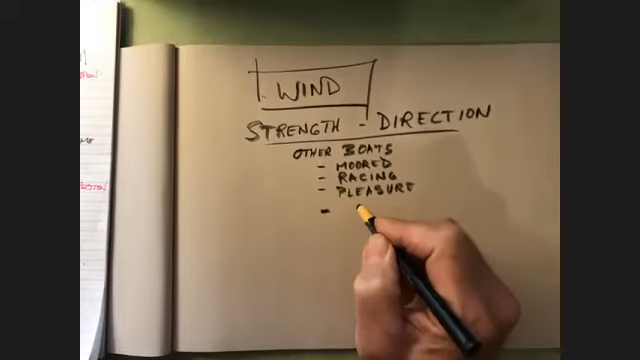 WIND
STRENGTH - DIRECTION
OTHER BOATS
- MOORED
- RACING
- PLEASURE
-